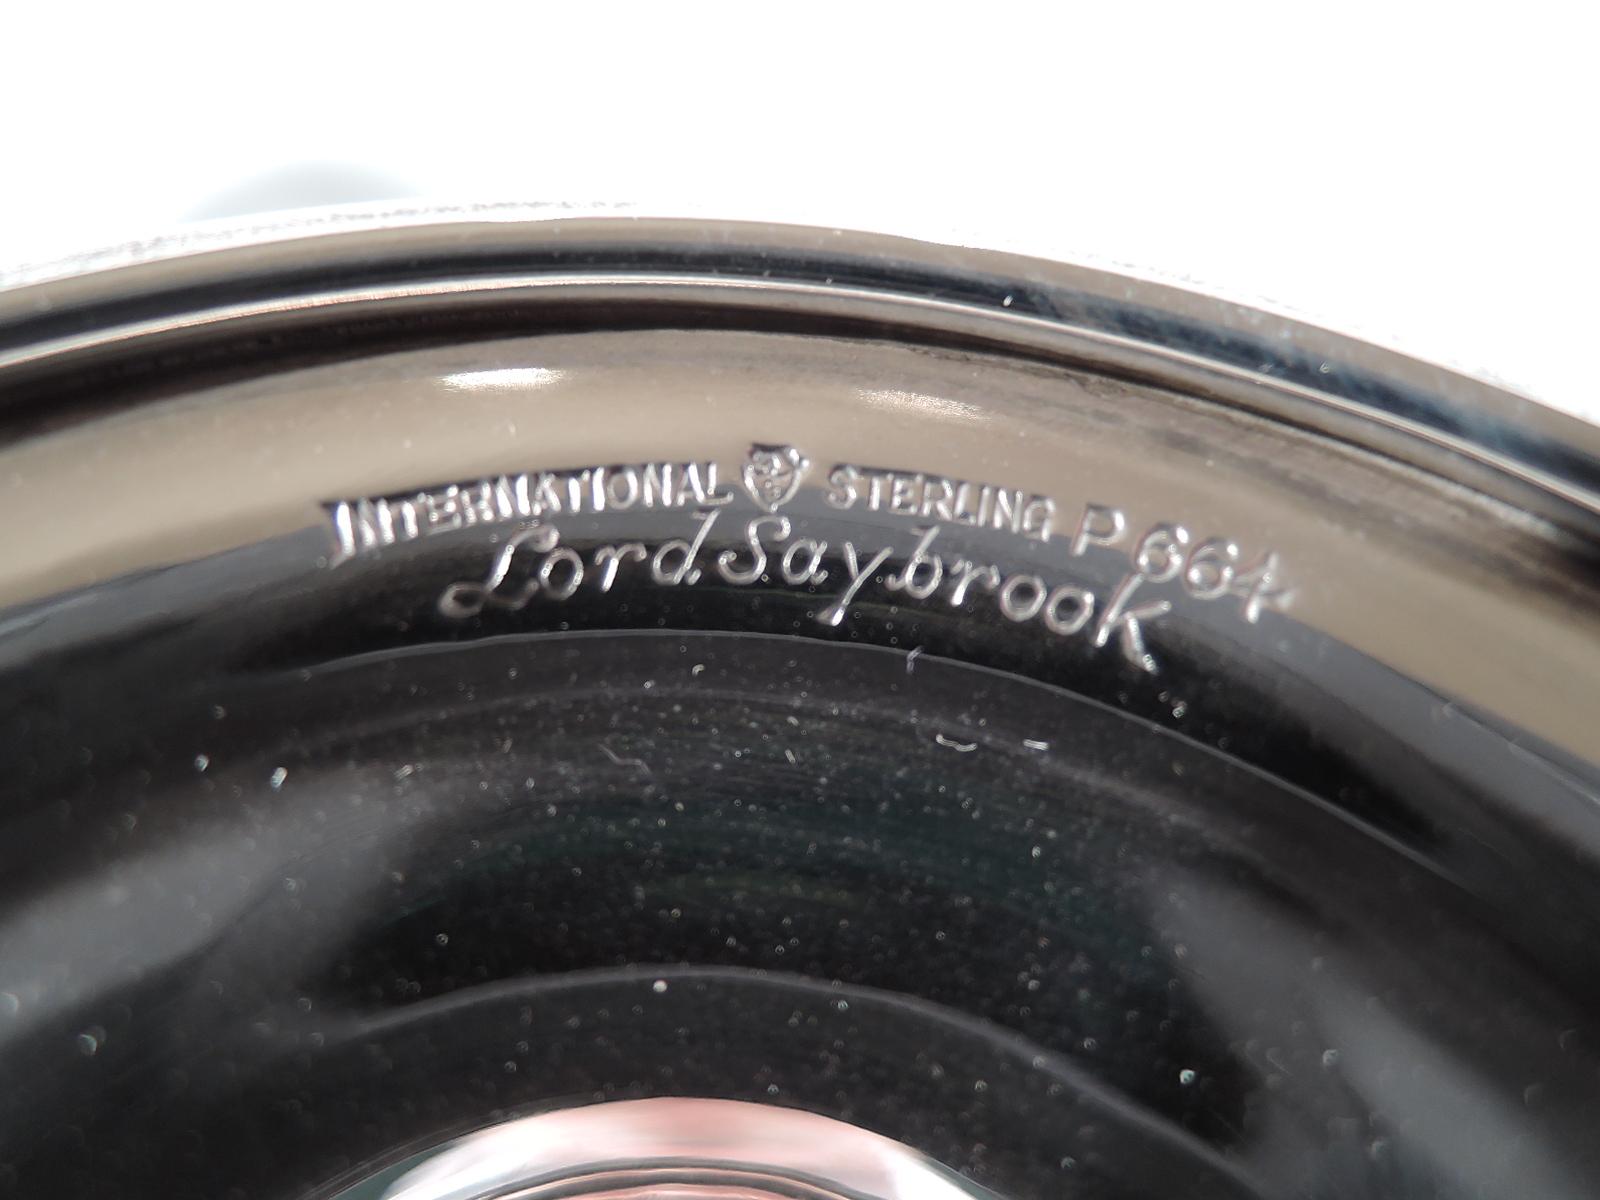 INTERNATIONAL STERLING P 664
Lord Saybrook